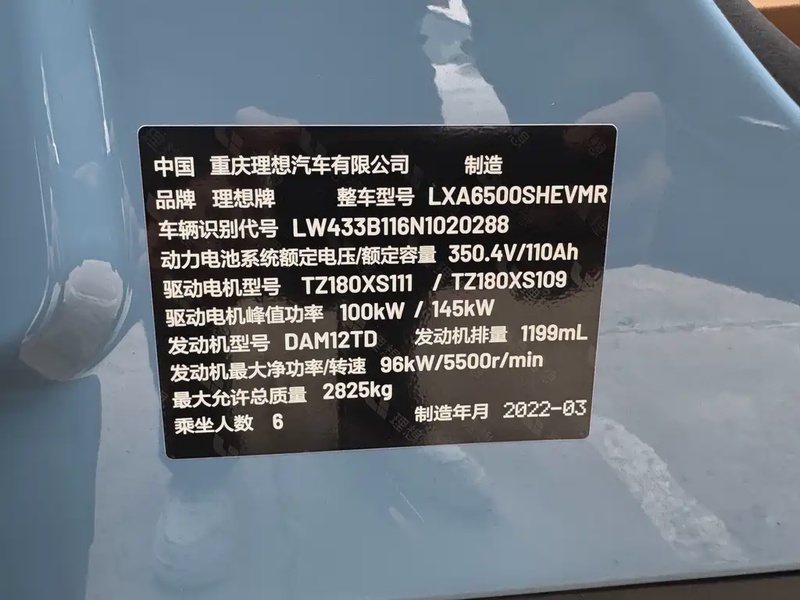 中国 重庆理想汽车有限公司 制造
品牌 理想牌 整车型号 LXA6500SHEVMR
车辆识别代号 LW433B116N1020288
动力电池系统额定电压/额定容量 350.4V/110Ah
驱动电机型号 TZ180XS111 / TZ180XS109
驱动电机峰值功率 100kW / 145kW
发动机型号 DAM12TD 发动机排量 1199mL
发动机最大净功率/转速 96kW/5500r/min
最大允许总质量 2825kg
乘坐人数 6 制造年月 2022-03